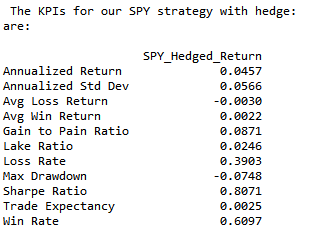 The KPIs for our SPY strategy with hedge:
are:
SPY_Hedged_Return
Annualized Return 0.0457
Annualized Std Dev 0.0566
Avg Loss Return -0.0030
Avg Win Return 0.0022
Gain to Pain Ratio 0.0871
Lake Ratio 0.0246
Loss Rate 0.3903
Max Drawdown -0.0748
Sharpe Ratio 0.8071
Trade Expectancy 0.0025
Win Rate 0.6097